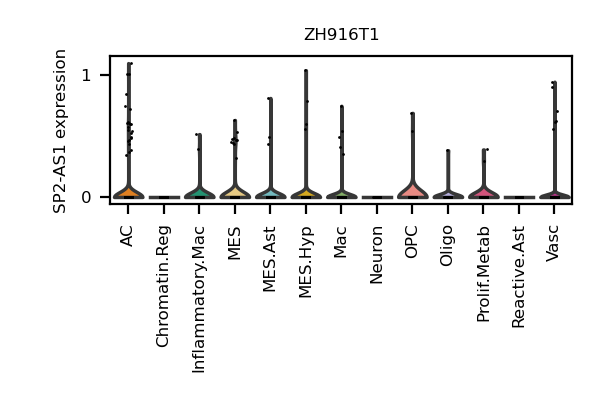 ZH916T1
SP2-AS1 expression
1
0
AC
Chromatin.Reg
Inflammatory.Mac
MES
MES.Ast
MES.Hyp
Mac
Neuron
OPC
Oligo
Prolif.Metab
Reactive.Ast
Vasc